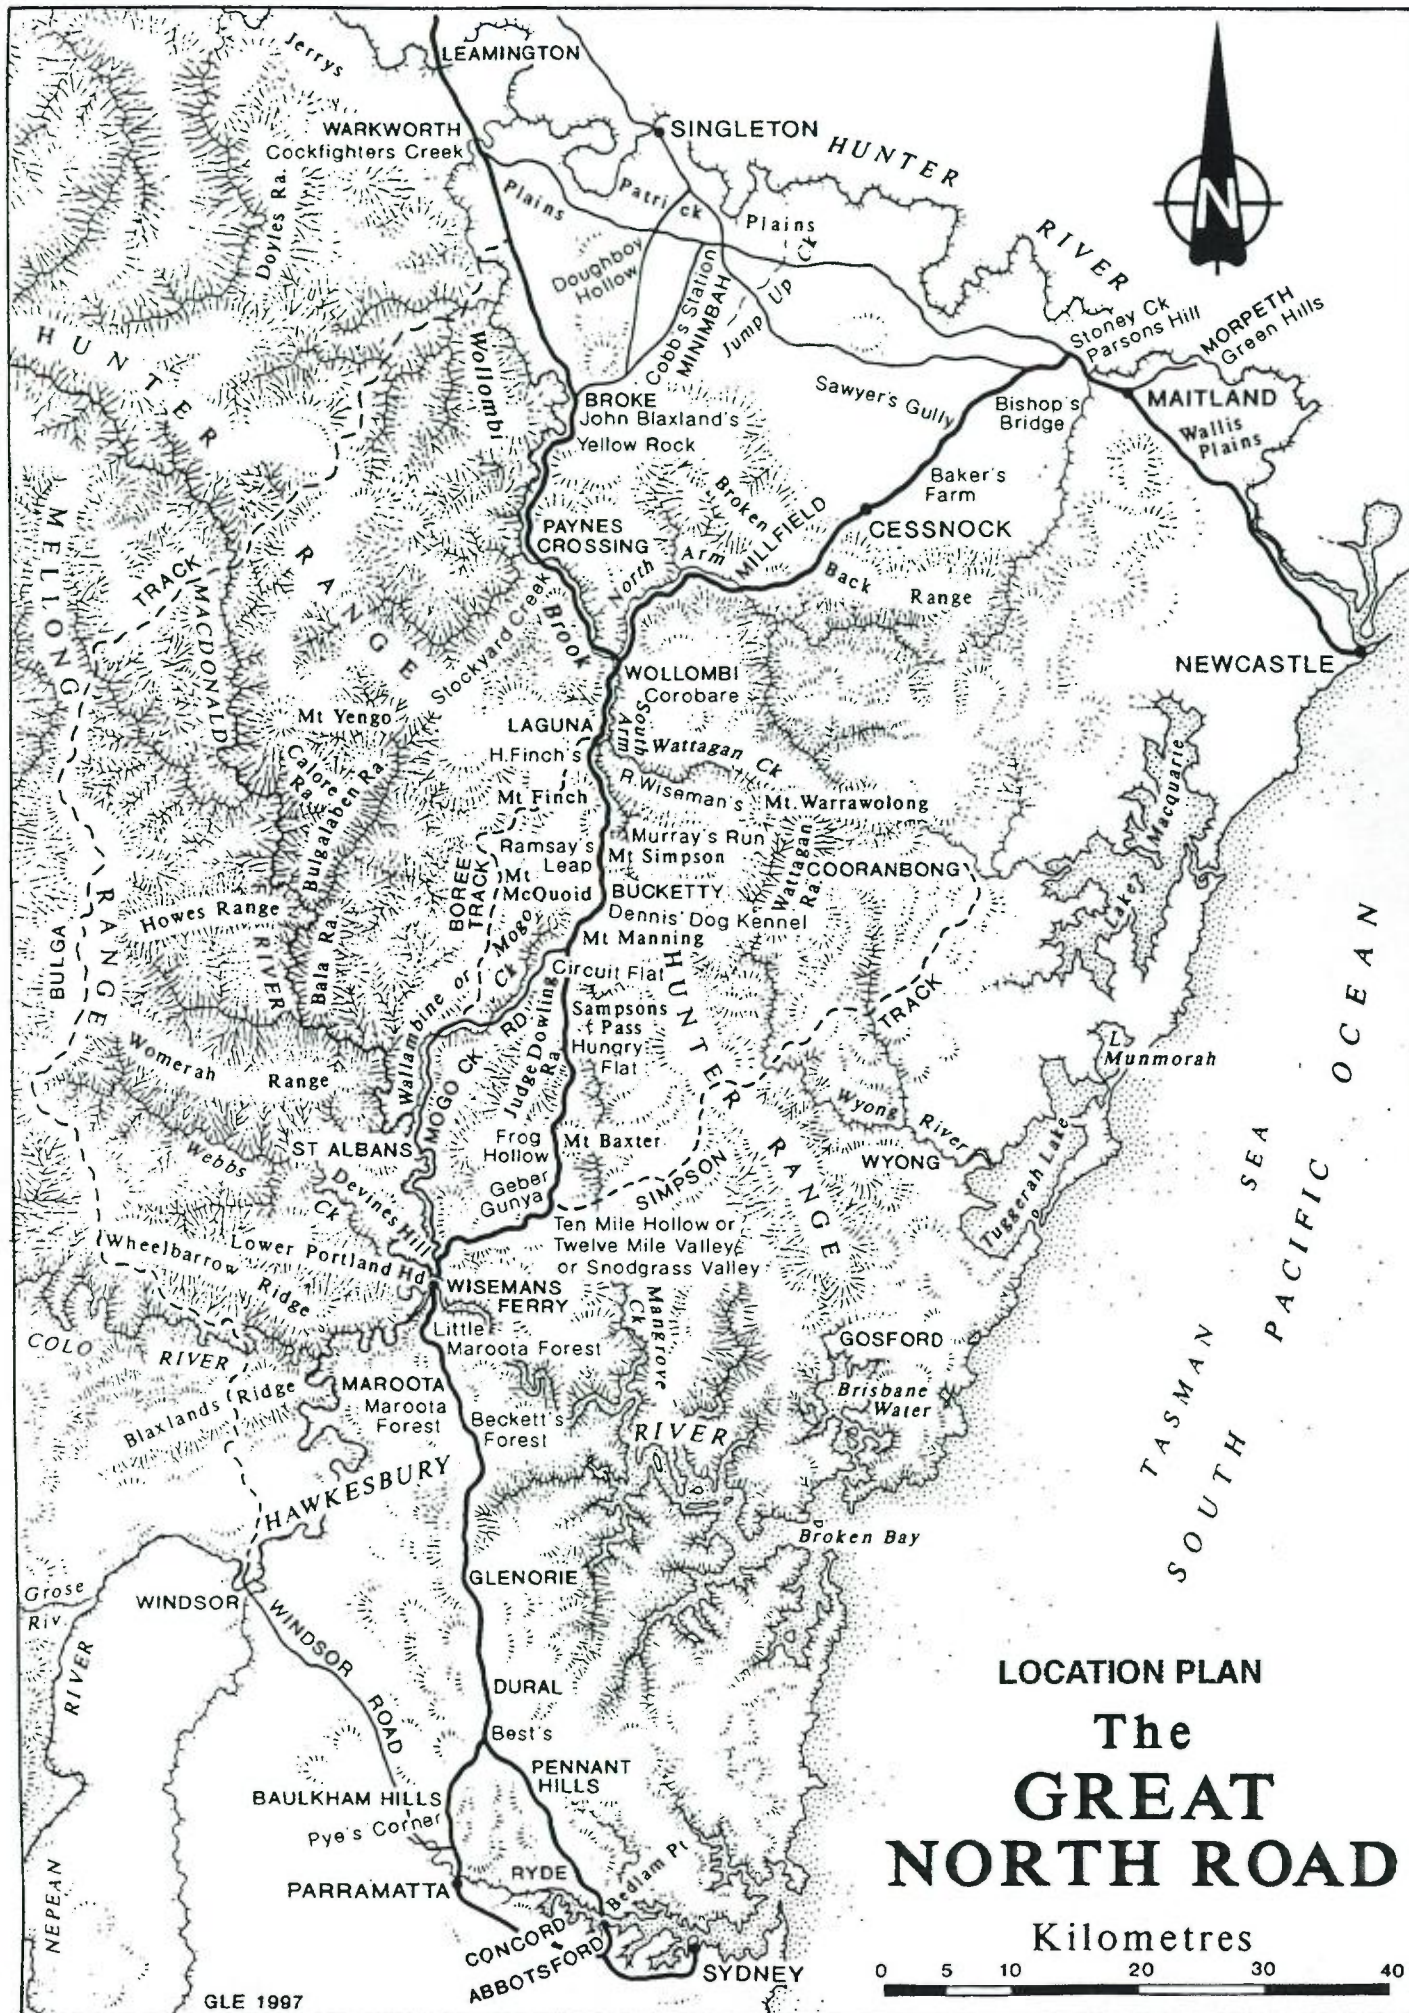 Jerrys
LEAMINGTON
WARKWORTH
Cockfighters Creek
SINGLETON
HUNTER
RIVER
N
Doyles Ra.
Plains
Patrick
Plains
Doughboy
Hollow
Cobb's Station
MINIMBAH
Jump Up Ck
Stoney Ck
Parsons Hill
MORPETH
Green Hills
HUNTER
RANGE
Wollombi
Brook
BROKE
John Blaxland's
Yellow Rock
Sawyer's Gully
Bishop's
Bridge
MAITLAND
Wallis
Plains
Baker's
Farm
CESSNOCK
Broken
MILLFIELD
PAYNES
CROSSING
North Arm
Back Range
MELLONG
RANGE
TRACK
MACDONALD
RIVER
Stockyard Creek
WOLLOMBI
Corobare
NEWCASTLE
Mt Yengo
LAGUNA
South
Arm
Wattagan Ck
H.Finch's
Calore
Ra.
Bulgalaben Ra.
R.Wiseman's
Mt. Warrawolong
Mt Finch
Murray's Run
Ramsay's
Leap
Mt Simpson
Wattagan
Ra.
COORANBONG
Lake Macquarie
BOREE
TRACK
Mt
McQuoid
BUCKETTY
Dennis' Dog Kennel
Howes Range
Bala Ra.
BULGA
Mt Manning
Wallambine or Mogo
Ck
Circuit Flat
HUNTER
RANGE
Sampsons
Pass
Hungry
Flat
TRACK
MOGO CK RD
Judge Dowling
Ra.
L.
Munmorah
Womerah Range
Wyong River
ST ALBANS
Frog
Hollow
Mt Baxter
WYONG
Tuggerah Lake
Webbs
Ck
Devines Hill
Geber
Gunya
SIMPSON
Ten Mile Hollow or
Twelve Mile Valley
or Snodgrass Valley
Lower Portland Hd
Wheelbarrow Ridge
WISEMANS
FERRY
Little
Maroota Forest
Mangrove
Ck
GOSFORD
COLO
RIVER
MAROOTA
Maroota
Forest
Beckett's
Forest
Blaxlands Ridge
Brisbane
Water
HAWKESBURY
RIVER
Broken Bay
TASMAN SEA
SOUTH PACIFIC OCEAN
Grose
Riv.
WINDSOR
GLENORIE
RIVER
WINDSOR
ROAD
DURAL
Best's
PENNANT
HILLS
BAULKHAM HILLS
Pye's Corner
NEPEAN
PARRAMATTA
RYDE
Bedlam Pt
CONCORD
ABBOTSFORD
SYDNEY
LOCATION PLAN
The
GREAT
NORTH ROAD
Kilometres
0 5 10 20 30 40
GLE 1997